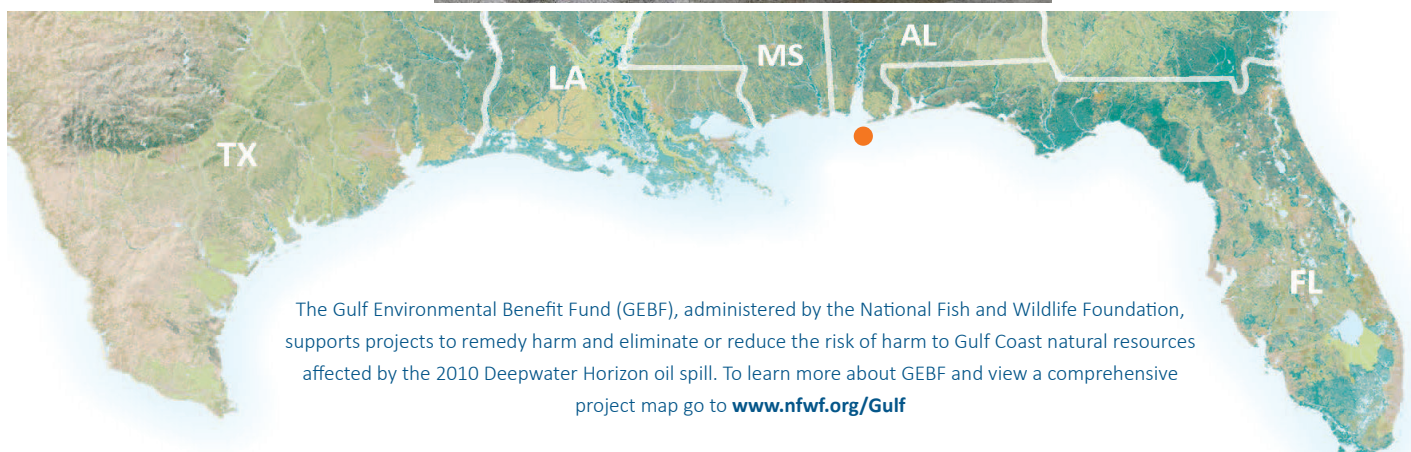 AL
MS
LA
TX
FL
The Gulf Environmental Benefit Fund (GEBF), administered by the National Fish and Wildlife Foundation,
supports projects to remedy harm and eliminate or reduce the risk of harm to Gulf Coast natural resources
affected by the 2010 Deepwater Horizon oil spill. To learn more about GEBF and view a comprehensive
project map go to www.nfwf.org/Gulf